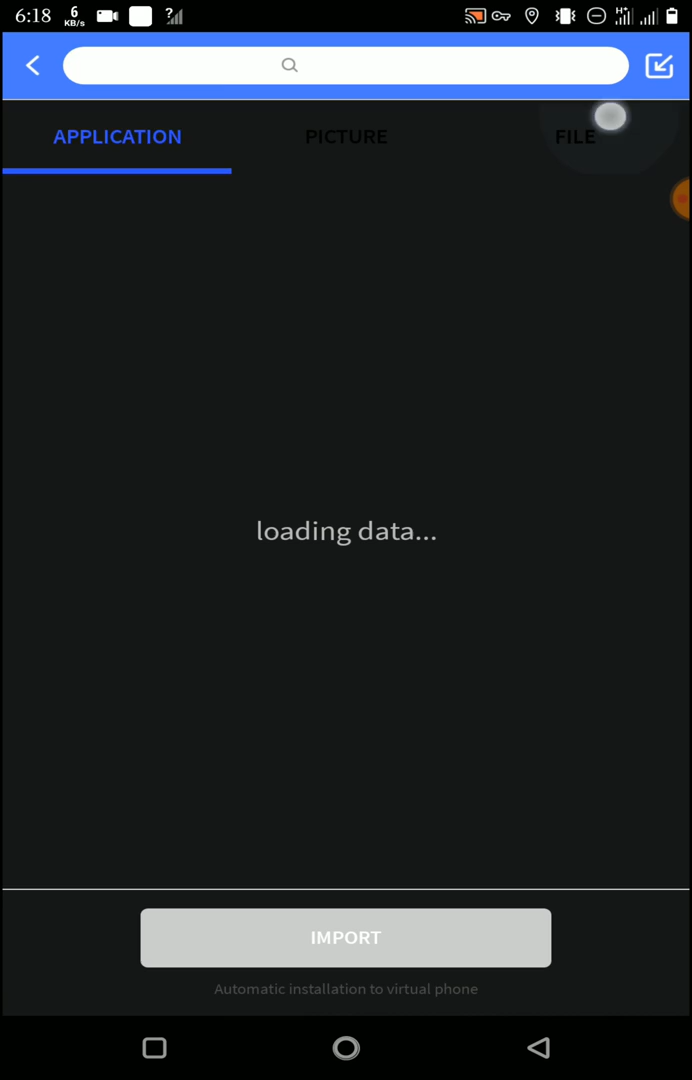 6:18 6 KB/s ? H+
APPLICATION PICTURE FILE
loading data...
IMPORT
Automatic installation to virtual phone